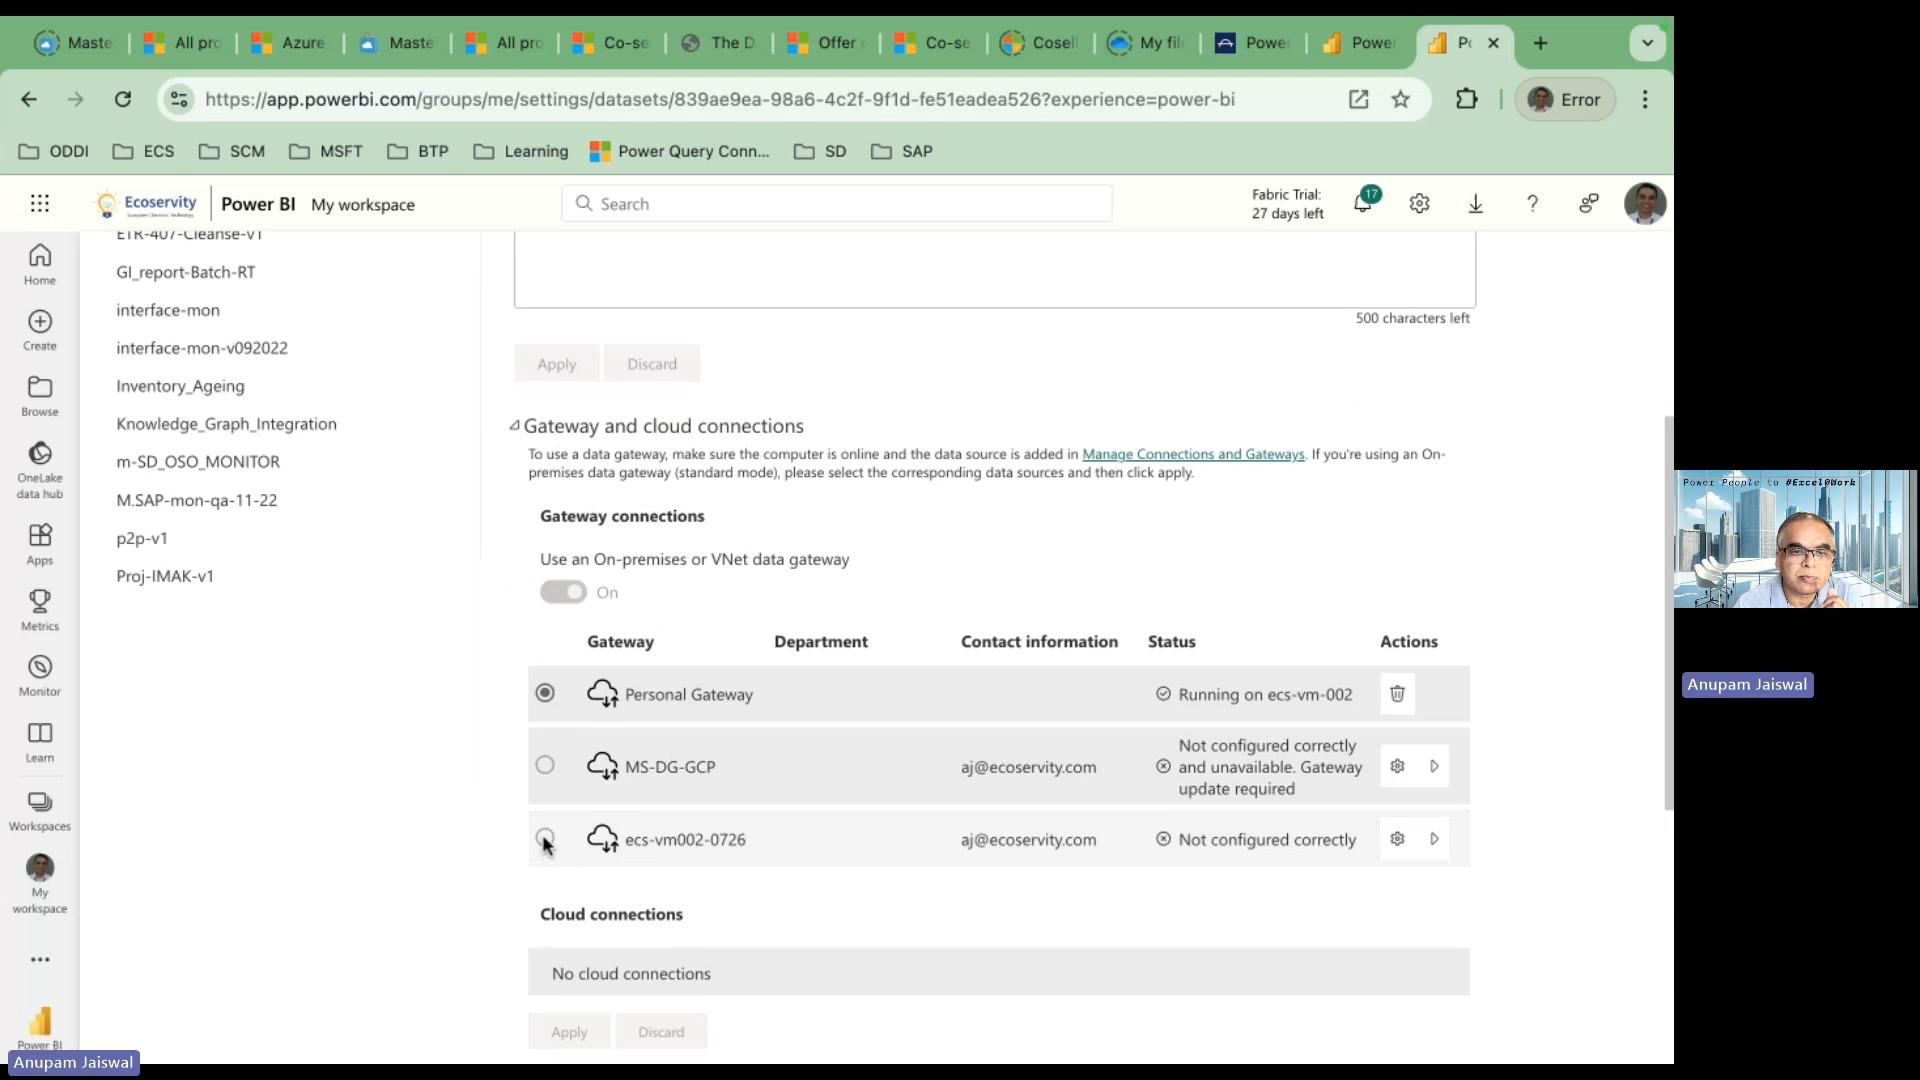 Maste
All pro
Azure
Maste
All pro
Co-se
The D
Offer
Co-se
Cosell
My file
Power
Power
Po
https://app.powerbi.com/groups/me/settings/datasets/839ae9ea-98a6-4c2f-9f1d-fe51eadea526?experience=power-bi
Error
ODDI
ECS
SCM
MSFT
BTP
Learning
Power Query Conn...
SD
SAP
Ecoservity
Power BI My workspace
Search
Fabric Trial:
27 days left
17
Home
Create
Browse
OneLake
data hub
Apps
Metrics
Monitor
Learn
Workspaces
My
workspace
Power BI
ETR-407-Cleanse-v1
GI_report-Batch-RT
interface-mon
interface-mon-v092022
Inventory_Ageing
Knowledge_Graph_Integration
m-SD_OSO_MONITOR
M.SAP-mon-qa-11-22
p2p-v1
Proj-IMAK-v1
500 characters left
Apply Discard
Gateway and cloud connections
To use a data gateway, make sure the computer is online and the data source is added in Manage Connections and Gateways. If you're using an On-
premises data gateway (standard mode), please select the corresponding data sources and then click apply.
Gateway connections
Use an On-premises or VNet data gateway
On
Gateway Department Contact information Status Actions
Personal Gateway Running on ecs-vm-002
MS-DG-GCP aj@ecoservity.com Not configured correctly
and unavailable. Gateway
update required
ecs-vm002-0726 aj@ecoservity.com Not configured correctly
Cloud connections
No cloud connections
Apply Discard
Power People to #Excel@Work
Anupam Jaiswal
Anupam Jaiswal